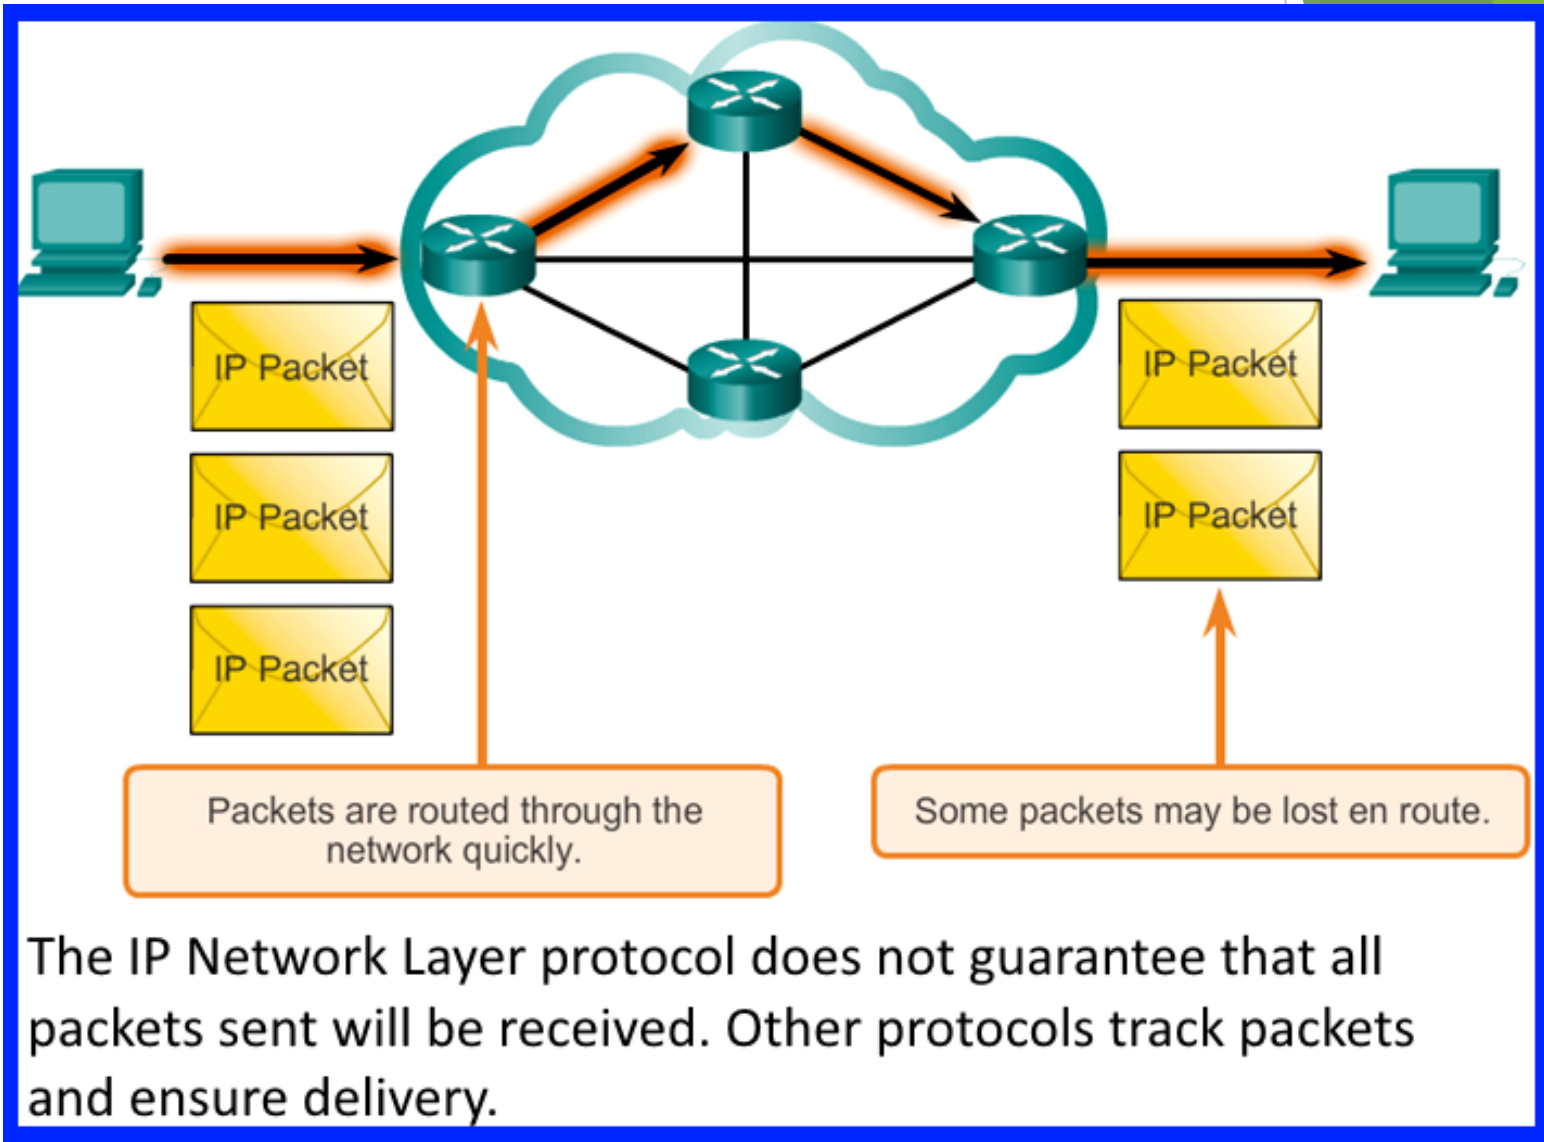 IP Packet
IP Packet
IP Packet
IP Packet
IP Packet
Packets are routed through the
network quickly.
Some packets may be lost en route.
The IP Network Layer protocol does not guarantee that all
packets sent will be received. Other protocols track packets
and ensure delivery.